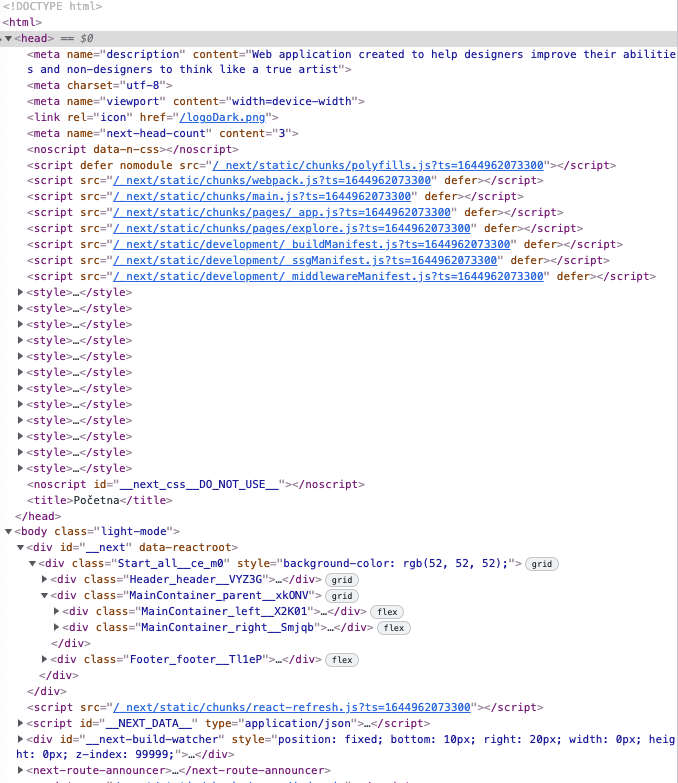 <!DOCTYPE html>
<html>
<head> == $0
<meta name="description" content="Web application created to help designers improve their abilitie
s and non-designers to think like a true artist">
<meta charset="utf-8">
<meta name="viewport" content="width=device-width">
<link rel="icon" href="/logoDark.png">
<meta name="next-head-count" content="3">
<noscript data-n-css></noscript>
<script defer nomodule src="/_next/static/chunks/polyfills.js?ts=1644962073300"></script>
<script src="/_next/static/chunks/webpack.js?ts=1644962073300" defer></script>
<script src="/_next/static/chunks/main.js?ts=1644962073300" defer></script>
<script src="/_next/static/chunks/pages/_app.js?ts=1644962073300" defer></script>
<script src="/_next/static/chunks/pages/explore.js?ts=1644962073300" defer></script>
<script src="/_next/static/development/_buildManifest.js?ts=1644962073300" defer></script>
<script src="/_next/static/development/_ssgManifest.js?ts=1644962073300" defer></script>
<script src="/_next/static/development/_middlewareManifest.js?ts=1644962073300" defer></script>
<style>…</style>
<style>…</style>
<style>…</style>
<style>…</style>
<style>…</style>
<style>…</style>
<style>…</style>
<style>…</style>
<style>…</style>
<style>…</style>
<style>…</style>
<style>…</style>
<noscript id="__next_css__DO_NOT_USE__"></noscript>
<title>Početna</title>
</head>
<body class="light-mode">
<div id="__next" data-reactroot>
<div class="Start_all__ce_m0" style="background-color: rgb(52, 52, 52);"> grid
<div class="Header_header__VYZ3G">…</div> grid
<div class="MainContainer_parent__xkONV"> grid
<div class="MainContainer_left__X2K01">…</div> flex
<div class="MainContainer_right__Smjqb">…</div> flex
</div>
<div class="Footer_footer__Tl1eP">…</div> flex
</div>
</div>
<script src="/_next/static/chunks/react-refresh.js?ts=1644962073300"></script>
<script id="__NEXT_DATA__" type="application/json">…</script>
<div id="__next-build-watcher" style="position: fixed; bottom: 10px; right: 20px; width: 0px; heig
ht: 0px; z-index: 99999;">…</div>
<next-route-announcer>…</next-route-announcer>